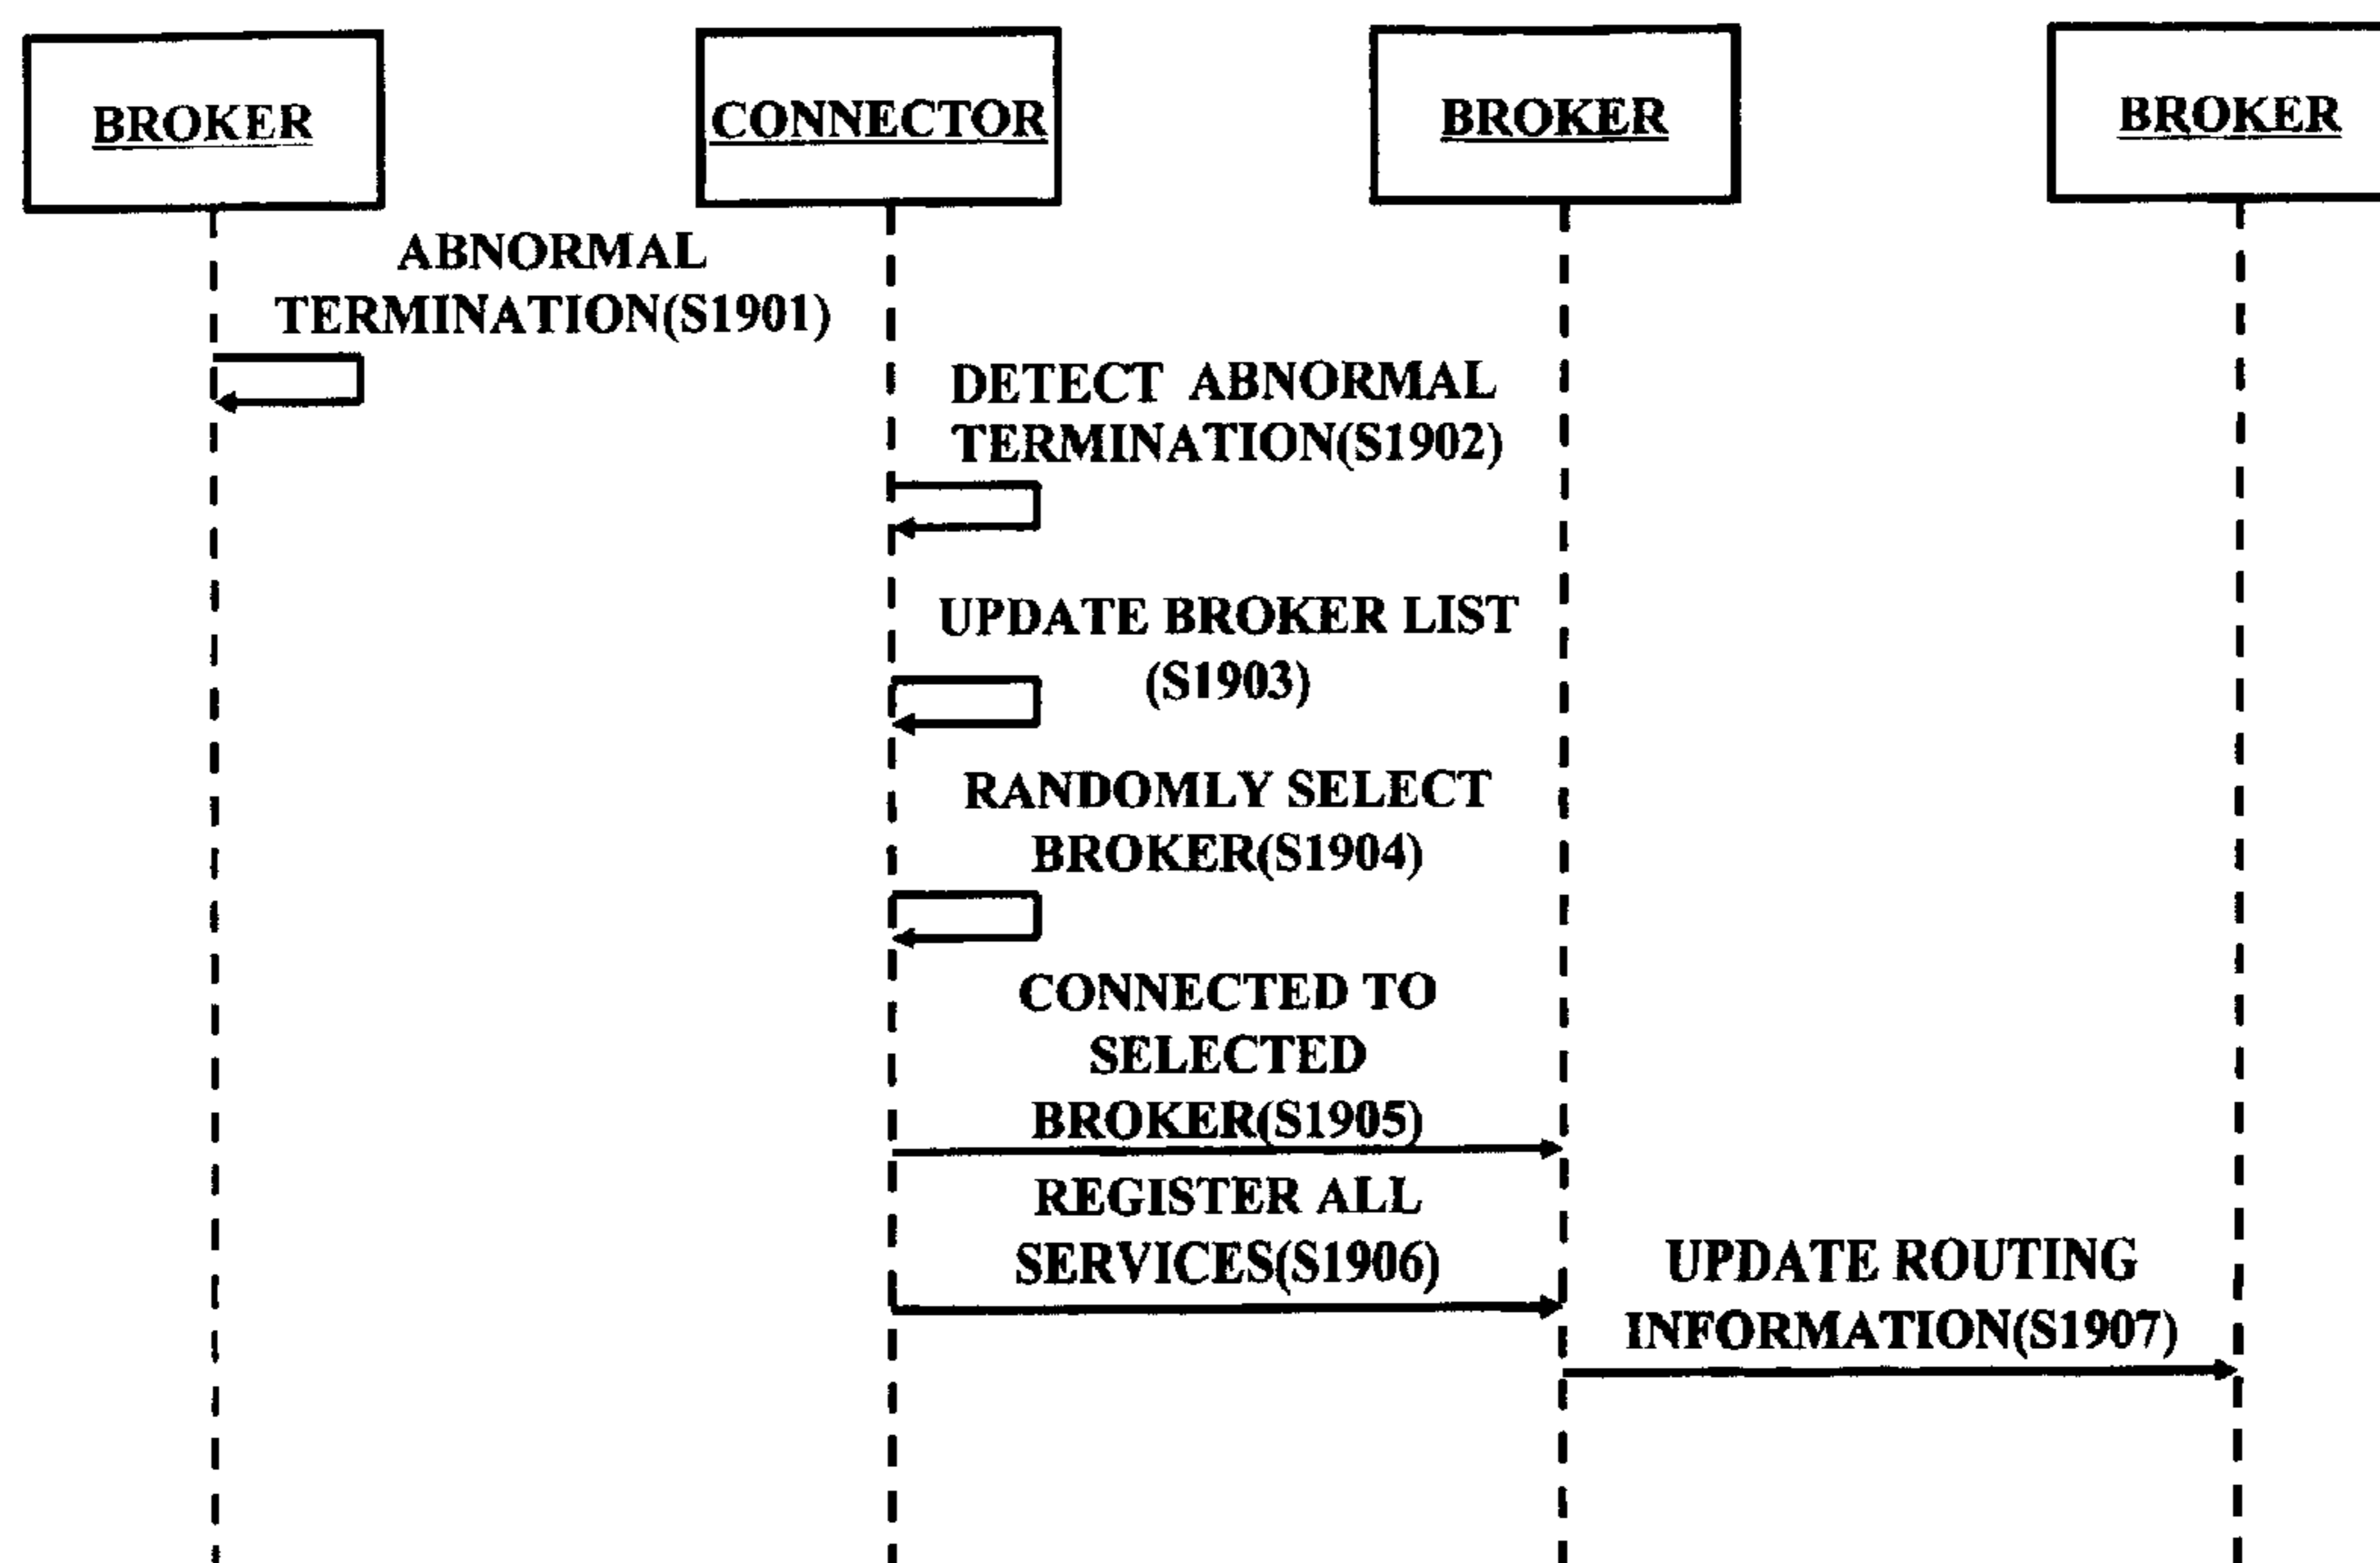 BROKER
CONNECTOR
BROKER
BROKER
ABNORMAL
TERMINATION(S1901)
DETECT ABNORMAL
TERMINATION(S1902)
UPDATE BROKER LIST
(S1903)
RANDOMLY SELECT
BROKER(S1904)
CONNECTED TO
SELECTED
BROKER(S1905)
REGISTER ALL
SERVICES(S1906)
UPDATE ROUTING
INFORMATION(S1907)